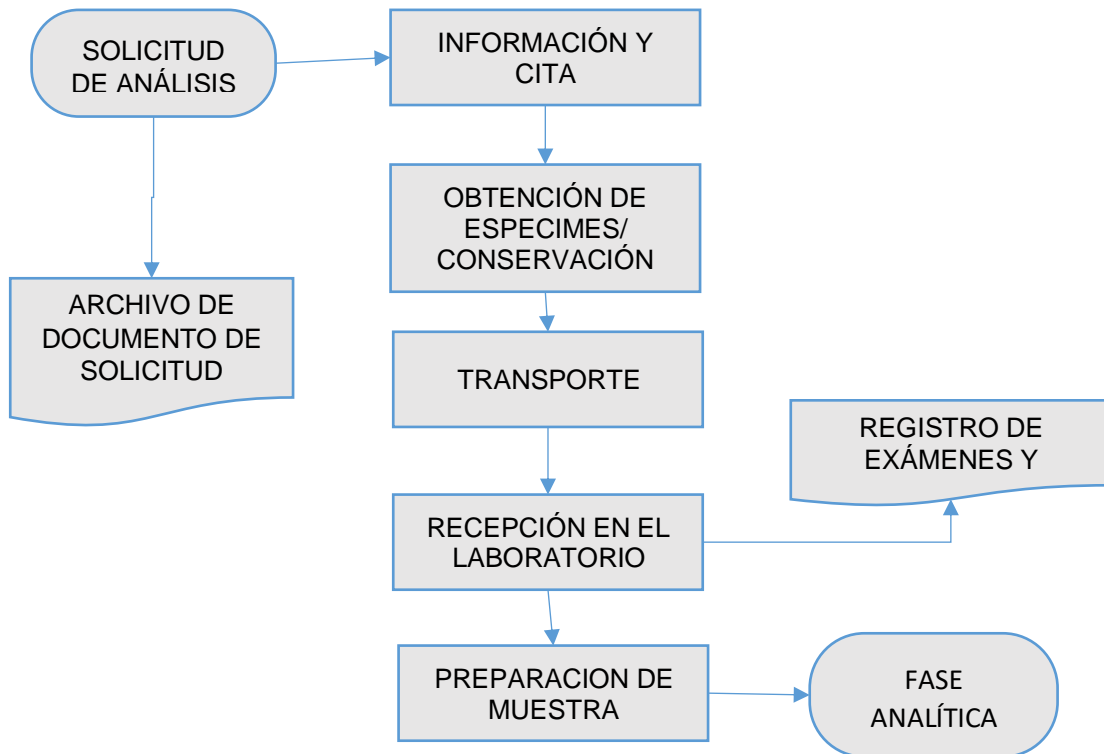 SOLICITUD
DE ANÁLISIS
INFORMACIÓN Y
CITA
OBTENCIÓN DE
ESPECIMES/
CONSERVACIÓN
ARCHIVO DE
DOCUMENTO DE
SOLICITUD
TRANSPORTE
REGISTRO DE
EXÁMENES Y
RECEPCIÓN EN EL
LABORATORIO
PREPARACION DE
MUESTRA
FASE
ANALÍTICA